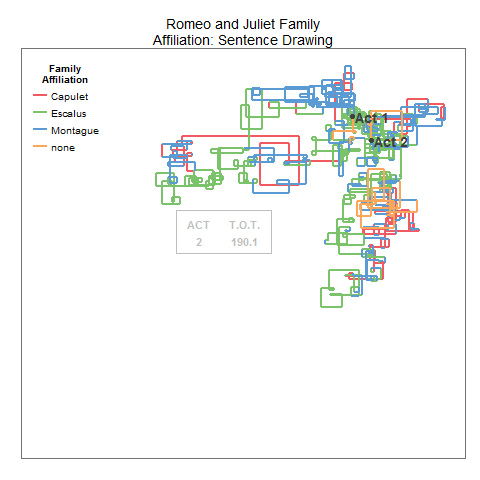 Romeo and Juliet Family
Affiliation: Sentence Drawing
Family
Affiliation
Capulet
Escalus
Montague
none
Act 1
Act 2
ACT T.O.T.
2 190.1